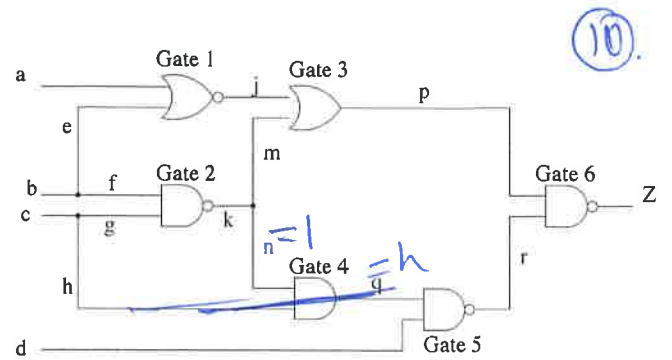 10.
Gate 1
Gate 3
a
j
p
e
m
Gate 2
Gate 6
b
f
Z
c
g
k
n = 1
= h
Gate 4
q
r
h
Gate 5
d